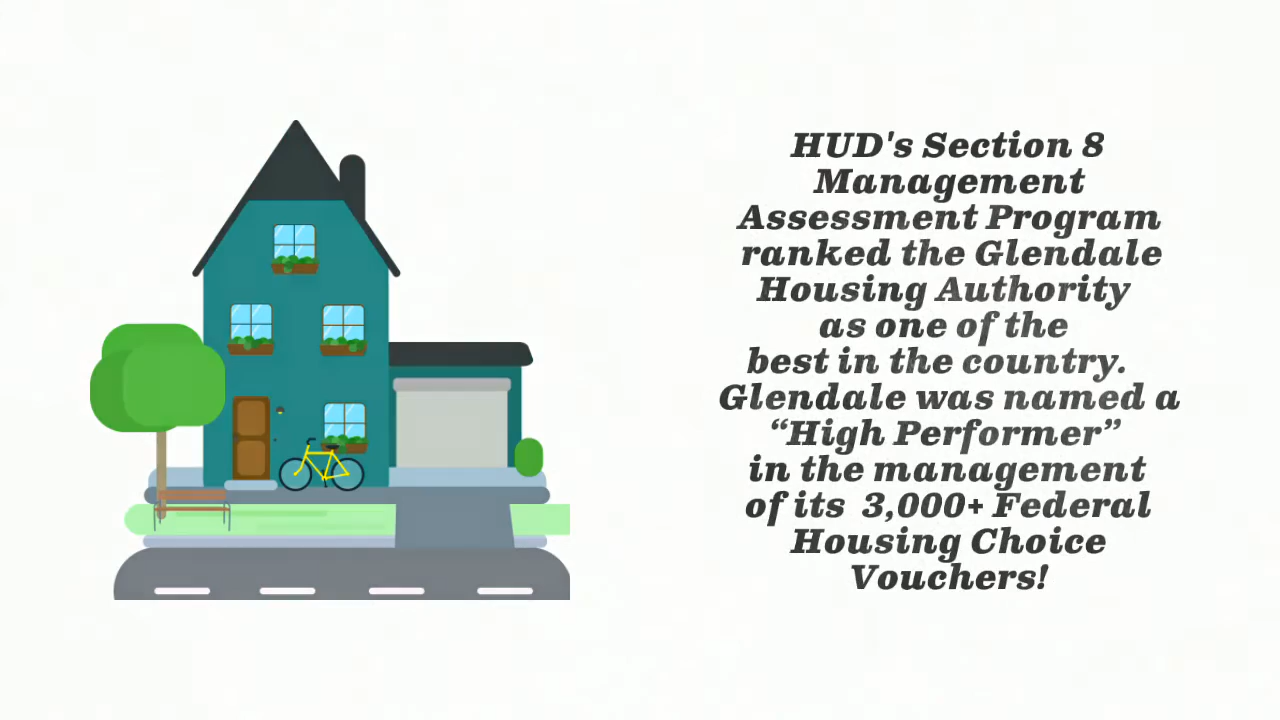 HUD's Section 8
Management
Assessment Program
ranked the Glendale
Housing Authority
as one of the
best in the country.
Glendale was named a
“High Performer”
in the management
of its 3,000+ Federal
Housing Choice
Vouchers!